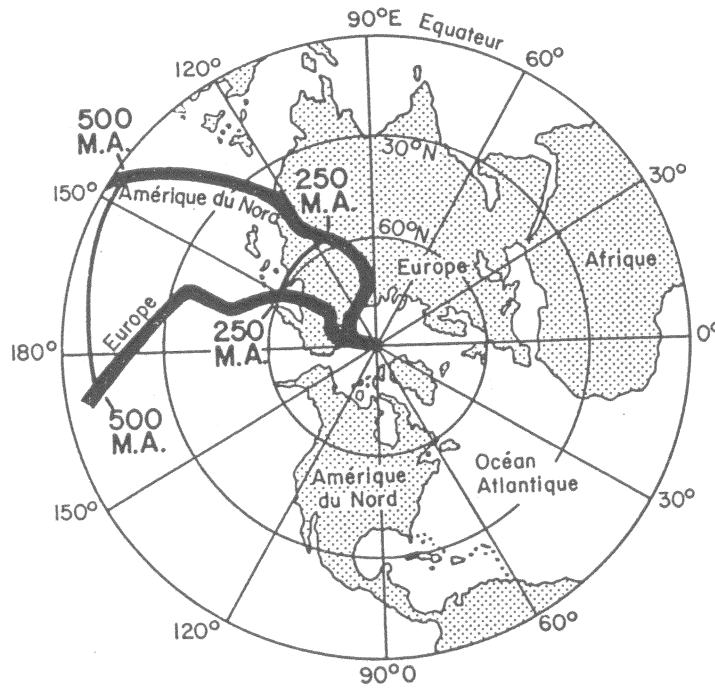 90°E Equateur
120°
60°
500
M.A.
30°N
250
M.A.
30°
150°
Amérique du Nord
60°N
Europe
Afrique
Europe
250
M.A.
180°
0°
500
M.A.
Océan
Atlantique
Amérique
du Nord
150°
30°
120°
60°
90°O